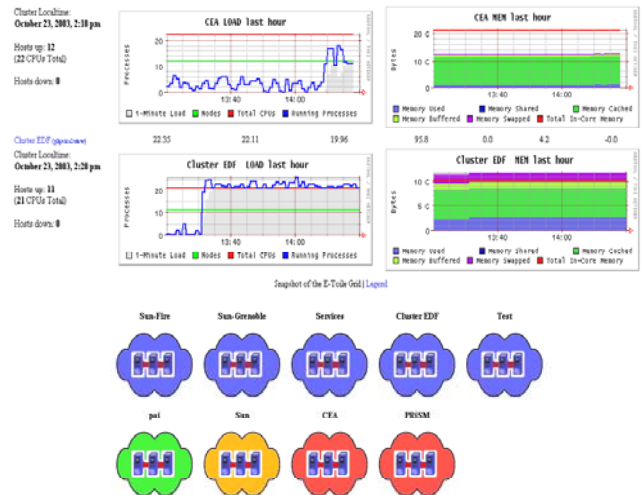 Cluster Localtime:
October 23, 2003, 2:18 pm
Hosts up: 12
(22 CPUs Total)
Hosts down: 0
CEA LOAD last hour
Processes
20
10
0
13:40 14:00
1-Minute Load Nodes Total CPUs Running Processes
CEA MEM last hour
Bytes
20 G
10 G
0
13:40 14:00
Memory Used Memory Shared Memory Cached
Memory Buffered Memory Swapped Total In-Core Memory
Cluster EDF (physical view) 22.35 22.11 19.96 95.8 0.0 4.2 -0.0
Cluster Localtime:
October 23, 2003, 2:20 pm
Hosts up: 11
(21 CPUs Total)
Hosts down: 0
Cluster EDF LOAD last hour
Processes
20
10
0
13:40 14:00
1-Minute Load Nodes Total CPUs Running Processes
Cluster EDF MEM last hour
Bytes
10 G
5 G
0
13:40 14:00
Memory Used Memory Shared Memory Cached
Memory Buffered Memory Swapped Total In-Core Memory
Snapshot of the E-Toile Grid | Legend
Sun-Fire Sun-Grenoble Services Cluster EDF Test
Sun CEA PRiSM